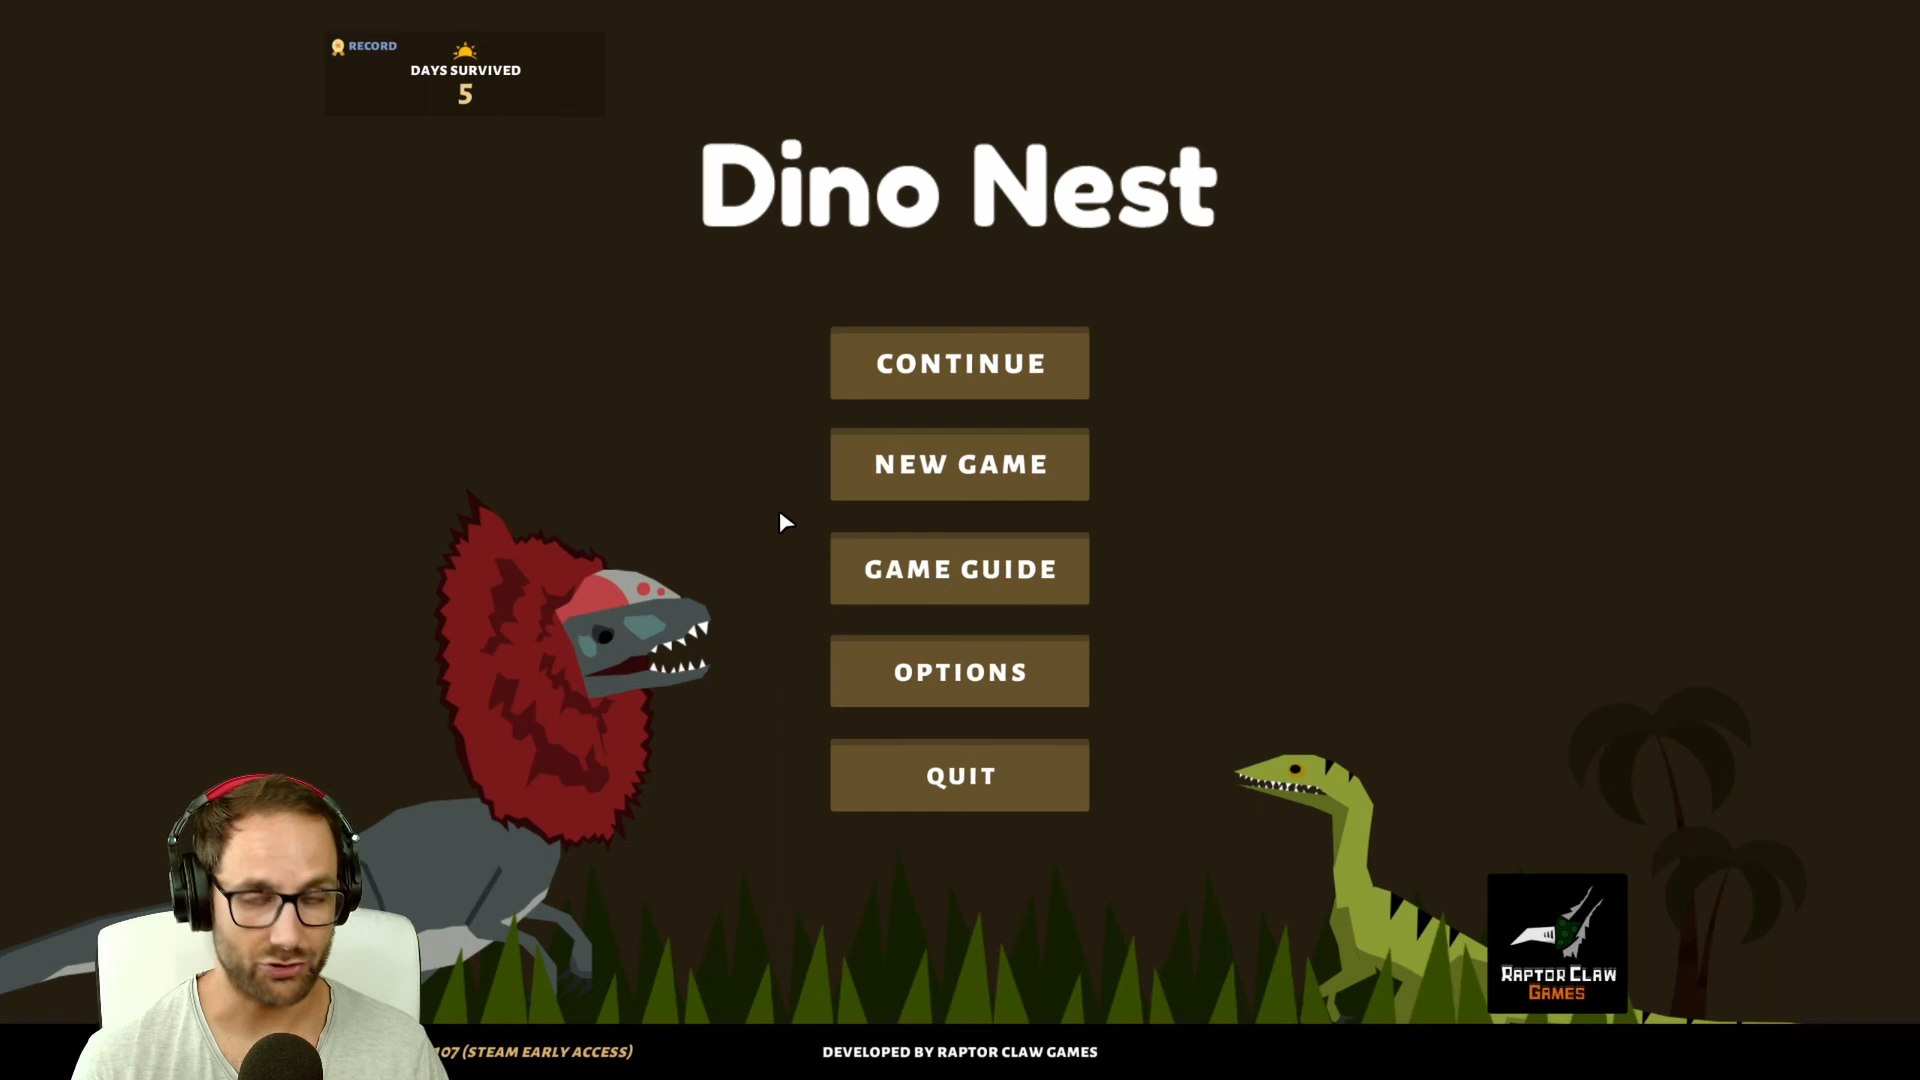 RECORD
DAYS SURVIVED
5
Dino Nest
CONTINUE
NEW GAME
GAME GUIDE
OPTIONS
QUIT
RAPTOR CLAW
GAMES
107 (STEAM EARLY ACCESS)
DEVELOPED BY RAPTOR CLAW GAMES